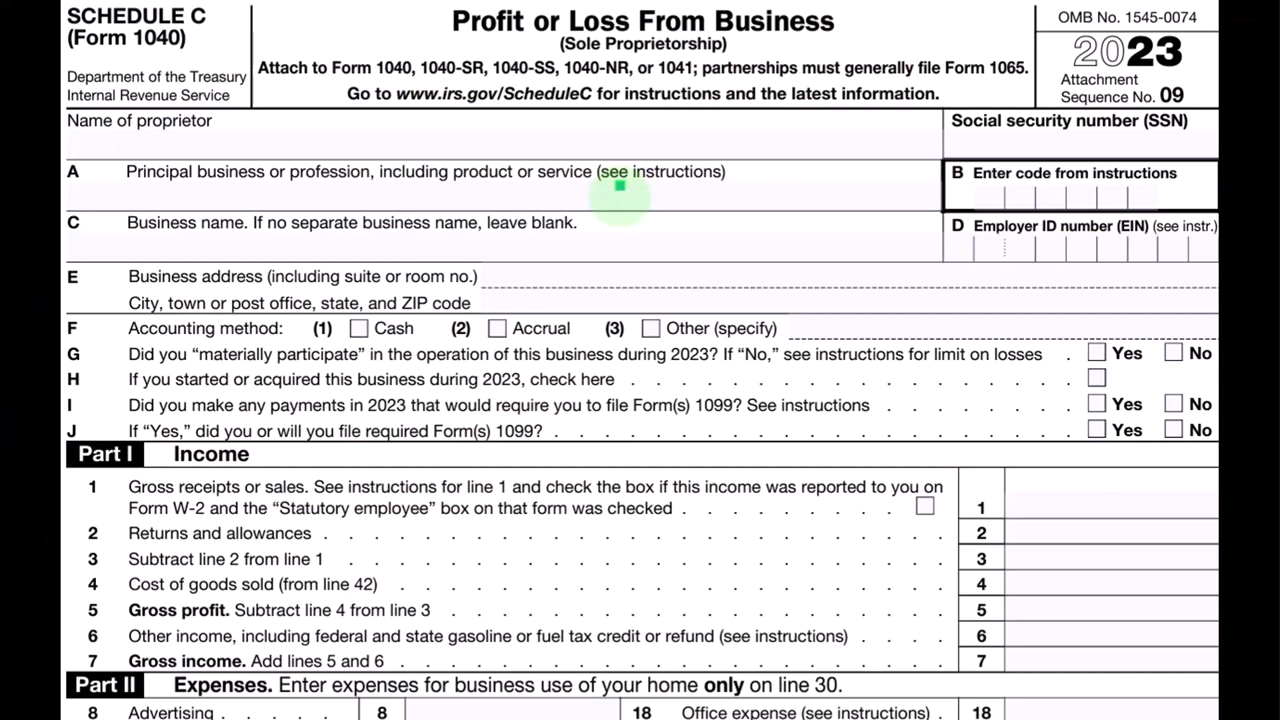 SCHEDULE C
(Form 1040)
Department of the Treasury
Internal Revenue Service
Profit or Loss From Business
(Sole Proprietorship)
Attach to Form 1040, 1040-SR, 1040-SS, 1040-NR, or 1041; partnerships must generally file Form 1065.
Go to www.irs.gov/ScheduleC for instructions and the latest information.
OMB No. 1545-0074
2023
Attachment
Sequence No. 09
Name of proprietor
Social security number (SSN)
A Principal business or profession, including product or service (see instructions)
B Enter code from instructions
C Business name. If no separate business name, leave blank.
D Employer ID number (EIN) (see instr.)
E Business address (including suite or room no.)
City, town or post office, state, and ZIP code
F Accounting method: (1) Cash (2) Accrual (3) Other (specify)
G Did you “materially participate” in the operation of this business during 2023? If “No,” see instructions for limit on losses . Yes No
H If you started or acquired this business during 2023, check here . . . . . . . . . . . . . . . . . .
I Did you make any payments in 2023 that would require you to file Form(s) 1099? See instructions . . . . . . . Yes No
J If “Yes,” did you or will you file required Form(s) 1099? . . . . . . . . . . . . . . . . . . . . . Yes No
Part I Income
1 Gross receipts or sales. See instructions for line 1 and check the box if this income was reported to you on
Form W-2 and the “Statutory employee” box on that form was checked . . . . . . . . . 1
2 Returns and allowances . . . . . . . . . . . . . . . . . . . . . . . . . 2
3 Subtract line 2 from line 1 . . . . . . . . . . . . . . . . . . . . . . . . 3
4 Cost of goods sold (from line 42) . . . . . . . . . . . . . . . . . . . . . . 4
5 Gross profit. Subtract line 4 from line 3 . . . . . . . . . . . . . . . . . . . . 5
6 Other income, including federal and state gasoline or fuel tax credit or refund (see instructions) . . . . 6
7 Gross income. Add lines 5 and 6 . . . . . . . . . . . . . . . . . . . . . . 7
Part II Expenses. Enter expenses for business use of your home only on line 30.
8 Advertising . . . . . 8
18 Office expense (see instructions) . 18